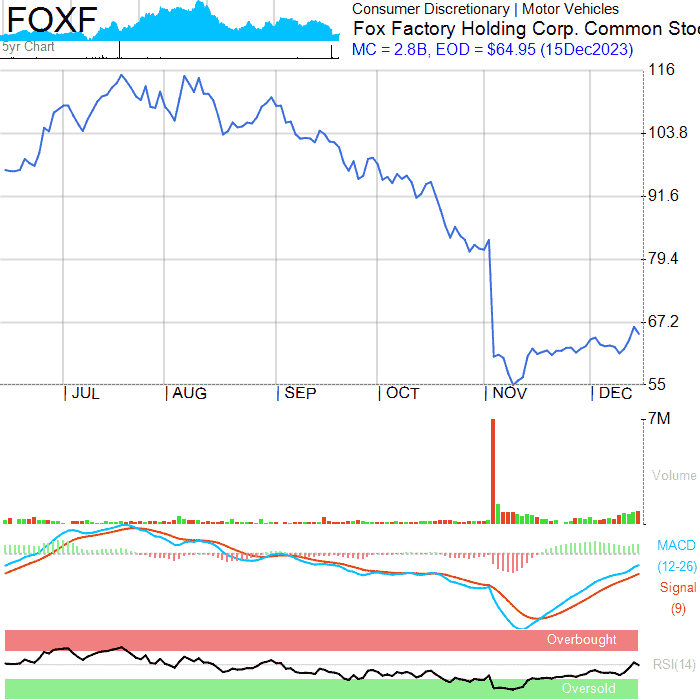 FOXF
5yr Chart
Consumer Discretionary | Motor Vehicles
Fox Factory Holding Corp. Common Sto
MC = 2.8B, EOD = $64.95 (15Dec2023)
116
103.8
91.6
79.4
67.2
55
JUL AUG SEP OCT NOV DEC
7M
Volume
MACD
(12-26)
Signal
(9)
Overbought
RSI(14)
Oversold